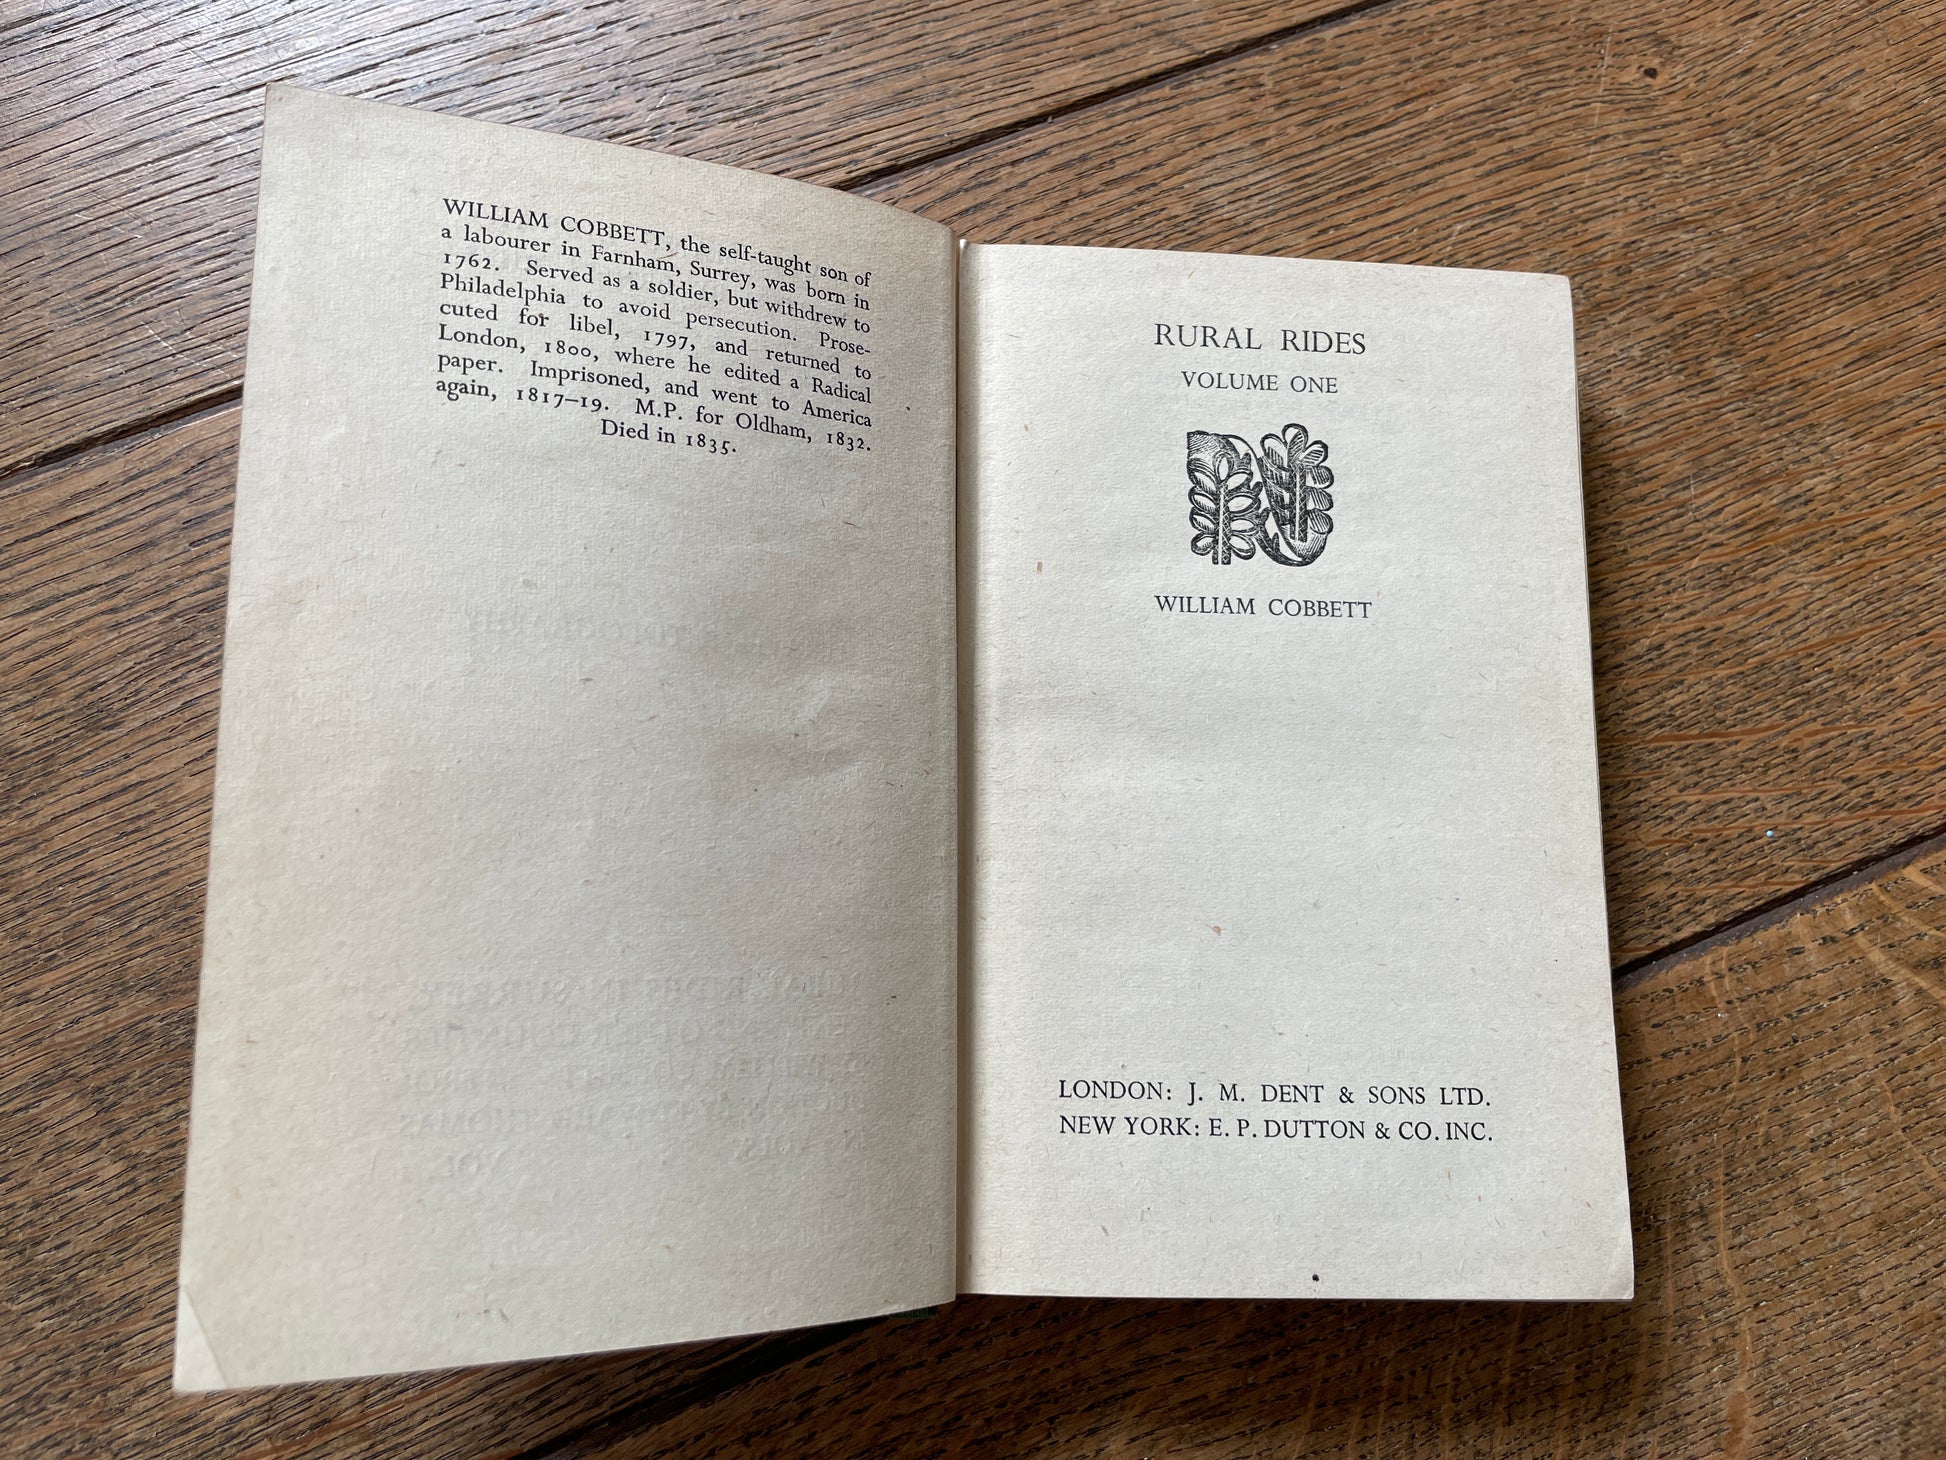 WILLIAM COBBETT, the self-taught son of
a labourer in Farnham, Surrey, was born in
1762. Served as a soldier, but withdrew to
Philadelphia to avoid persecution. Prose-
cuted for libel, 1797, and returned to
London, 1800, where he edited a Radical
paper. Imprisoned, and went to America
again, 1817–19. M.P. for Oldham, 1832.
Died in 1835.
RURAL RIDES
VOLUME ONE
WILLIAM COBBETT
LONDON: J. M. DENT & SONS LTD.
NEW YORK: E. P. DUTTON & CO. INC.